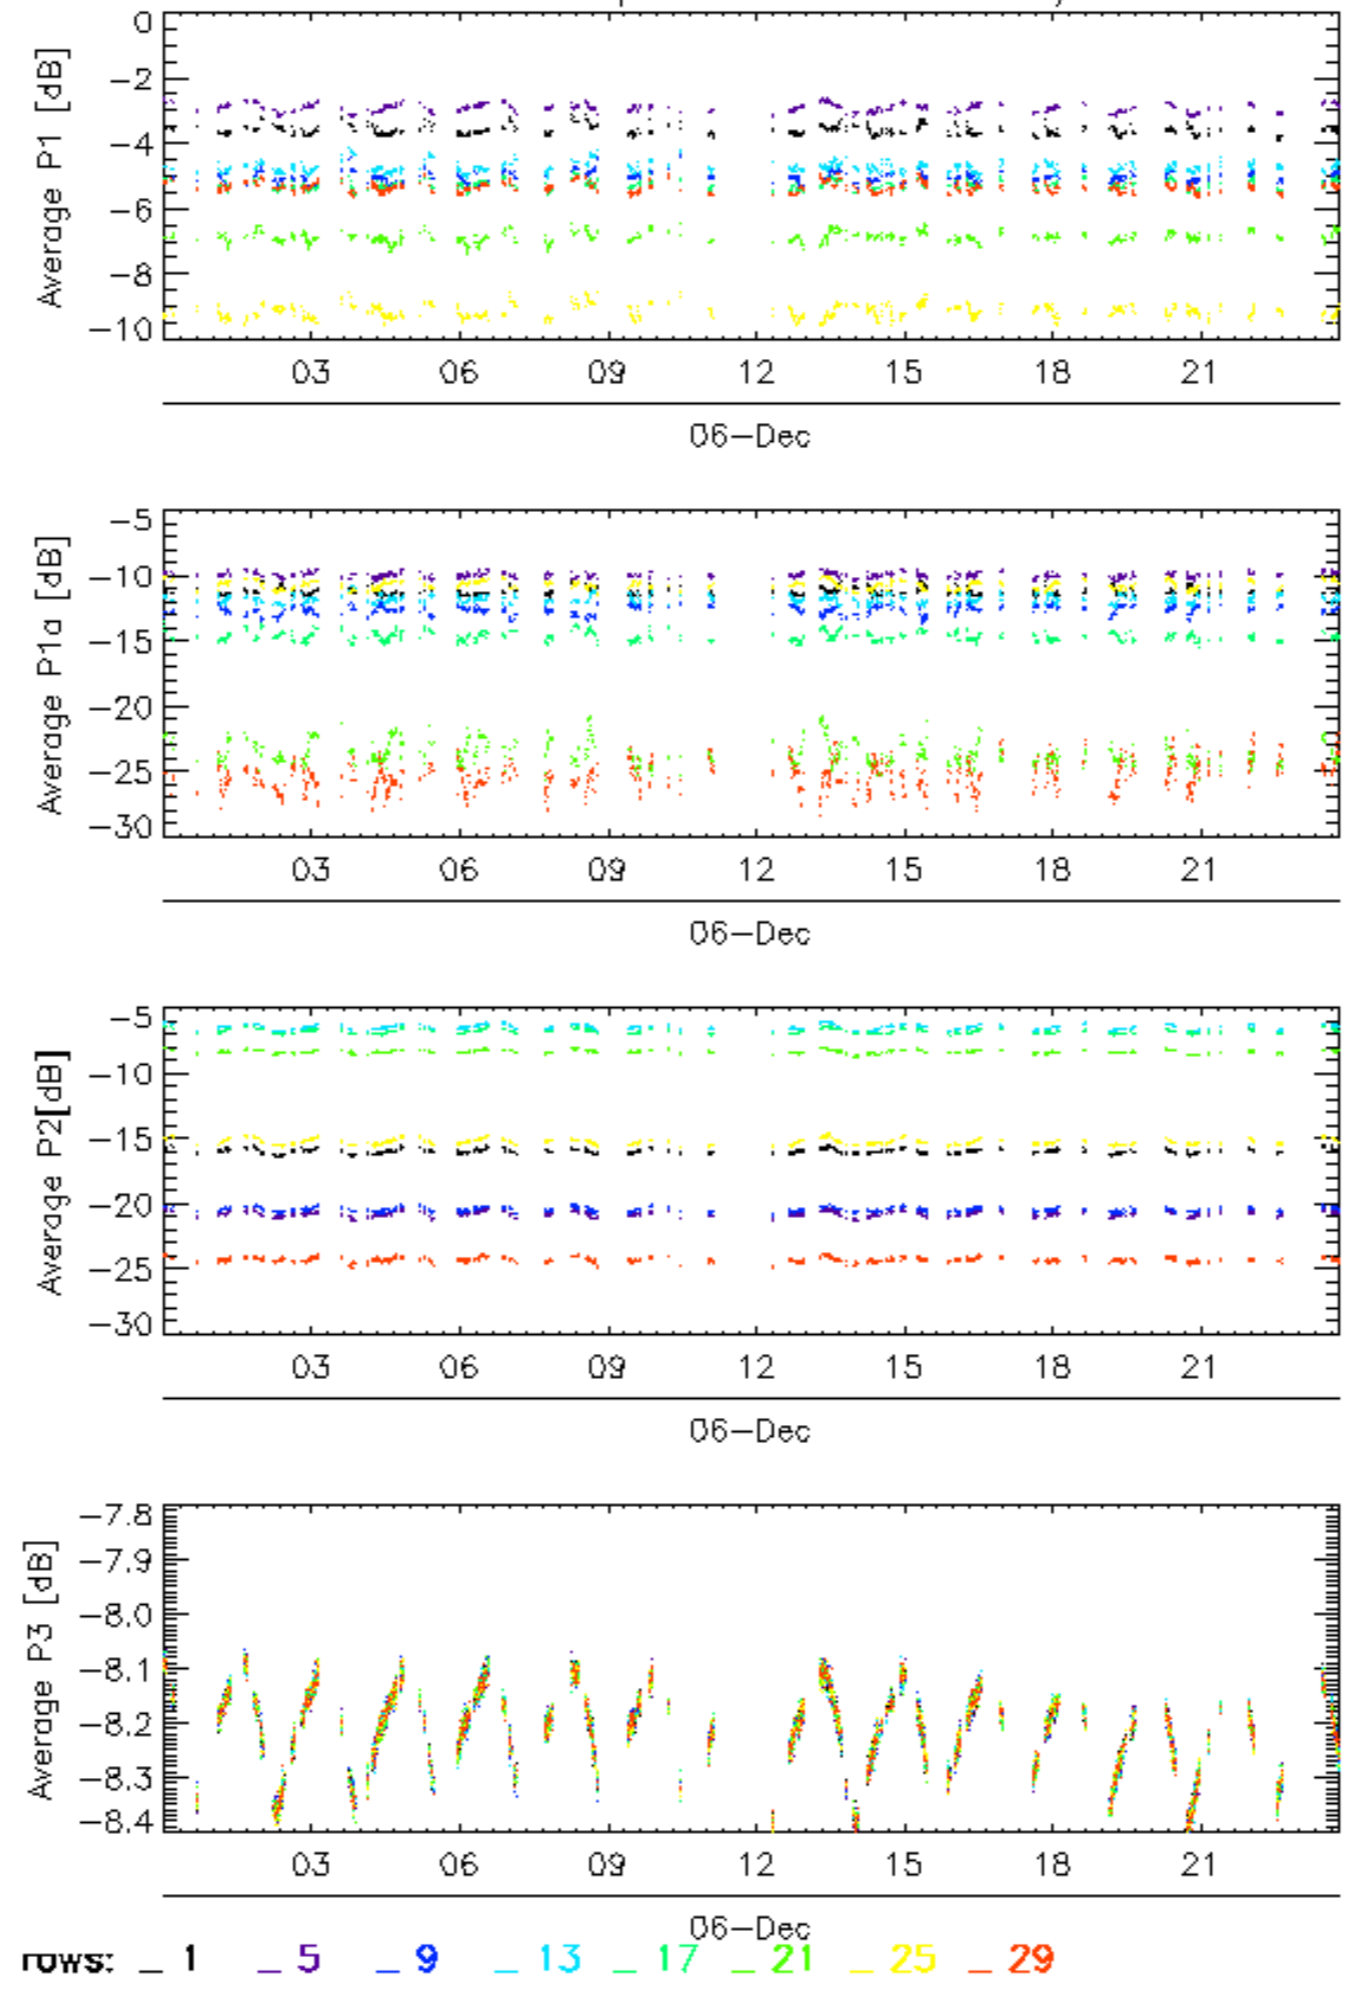 0
−2
−4
−6
−8
−10
Average P1 [dB]
03 06 09 12 15 18 21
06−Dec
−5
−10
−15
−20
−25
−30
Average P1a [dB]
03 06 09 12 15 18 21
06−Dec
−5
−10
−15
−20
−25
−30
Average P2[dB]
03 06 09 12 15 18 21
06−Dec
−7.8
−7.9
−8.0
−8.1
−8.2
−8.3
−8.4
Average P3 [dB]
03 06 09 12 15 18 21
06−Dec
rows: _ 1 _ 5 _ 9 _ 13 _ 17 _ 21 _ 25 _ 29